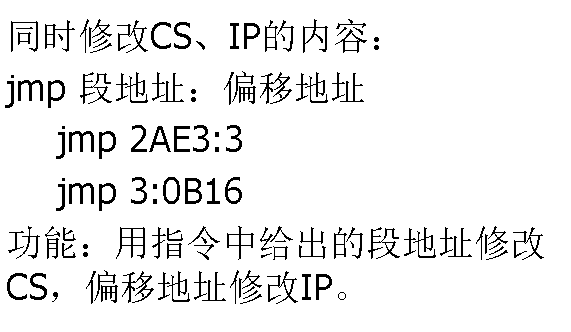 同时修改CS、IP的内容：
jmp 段地址：偏移地址
jmp 2AE3:3
jmp 3:0B16
功能：用指令中给出的段地址修改
CS，偏移地址修改IP。